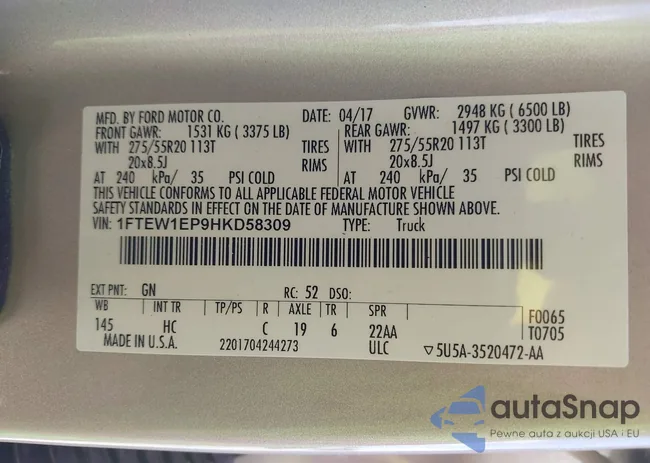 MFD. BY FORD MOTOR CO. DATE: 04/17 GVWR: 2948 KG ( 6500 LB)
FRONT GAWR: 1531 KG ( 3375 LB) REAR GAWR: 1497 KG ( 3300 LB)
WITH 275/55R20 113T TIRES WITH 275/55R20 113T TIRES
20x8.5J RIMS 20x8.5J RIMS
AT 240 kPa/ 35 PSI COLD AT 240 kPa/ 35 PSI COLD
THIS VEHICLE CONFORMS TO ALL APPLICABLE FEDERAL MOTOR VEHICLE
SAFETY STANDARDS IN EFFECT ON THE DATE OF MANUFACTURE SHOWN ABOVE.
VIN: 1FTEW1EP9HKD58309 TYPE: Truck
EXT PNT: GN RC: 52 DSO:
WB INT TR TP/PS R AXLE TR SPR F0065
145 HC C 19 6 22AA T0705
MADE IN U.S.A. 2201704244273 ULC ▽5U5A-3520472-AA
autaSnap
Pewne auta z aukcji USA i EU